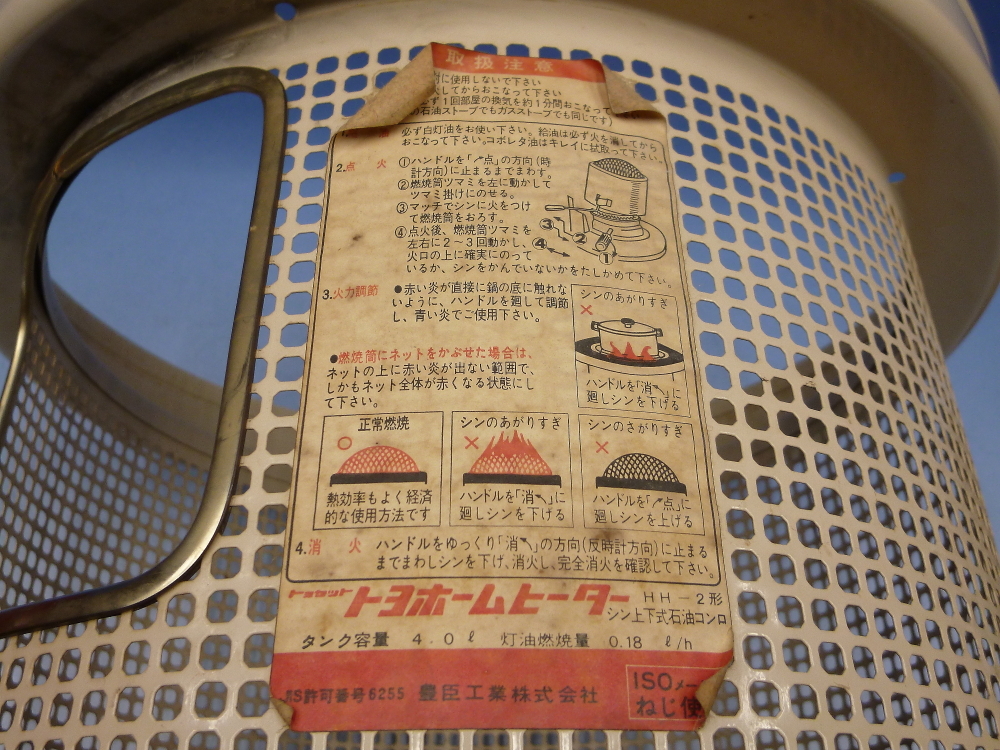 取扱注意
に使用しないで下さい
してからおこなって下さい
ず1回部屋の換気を約1分間おこなって
石油ストーブでもガスストーブでも同じです)
必ず白灯油をお使い下さい。給油は必ず火を消してから
おこなって下さい。コボレタ油はキレイに拭取って下さい。
2.点 火
①ハンドルを「点」の方向(時
計方向)に止まるまでまわす。
②燃焼筒ツマミを左に動かして
ツマミ掛けにのせる。
③マッチでシンに火をつけ
て燃焼筒をおろす。
④点火後、燃焼筒ツマミを
左右に2〜3回動かし、
火口の上に確実にのって
いるか、シンをかんでいないかをたしかめて下さい。
③ ② ④ ①
3.火力調節
●赤い炎が直接に鍋の底に触れな
いように、ハンドルを廻して調節
し、青い炎でご使用下さい。
シンのあがりすぎ
×
ハンドルを「消」に
廻しシンを下げる
●燃焼筒にネットをかぶせた場合は、
ネットの上に赤い炎が出ない範囲で、
しかもネット全体が赤くなる状態にし
て下さい。
正常燃焼
○
熱効率もよく経済
的な使用方法です
シンのあがりすぎ
×
ハンドルを「消」に
廻しシンを下げる
シンのさがりすぎ
×
ハンドルを「点」に
廻しシンを上げる
4.消 火
ハンドルをゆっくり「消」の方向(反時計方向)に止まる
までまわしシンを下げ、消火し、完全消火を確認して下さい。
トヨセット トヨホームヒーター HH-2形
シン上下式石油コンロ
タンク容量 4.0ℓ 灯油燃焼量 0.18 ℓ/h
許可番号6255 豊臣工業株式会社
ISOメー
ねじ使